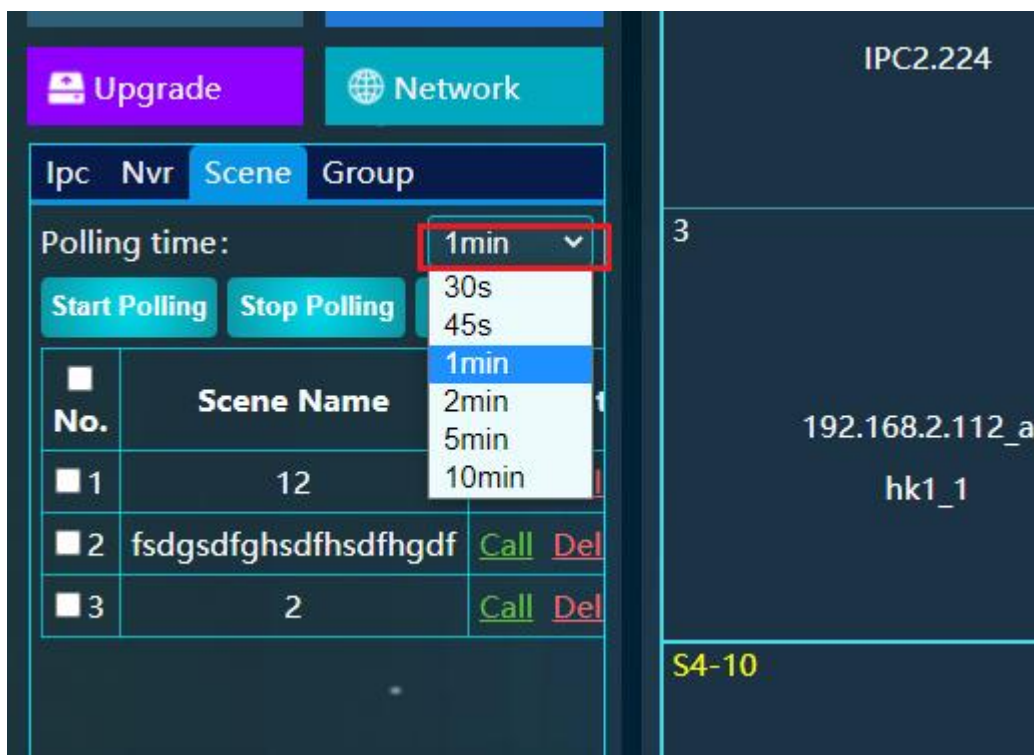 Upgrade
Network
Ipc Nvr Scene Group
Polling time:
1min
Start Polling
Stop Polling
30s
45s
1min
2min
5min
10min
No.
Scene Name
1
12
2
fsdgsdfghsdfhsdfhgdf
Call Del
3
2
Call Del
IPC2.224
3
192.168.2.112_a
hk1_1
S4-10